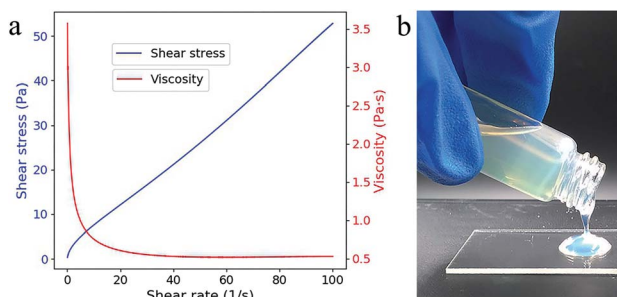 a
b
Shear stress (Pa)
50
40
30
20
10
0
Shear stress
Viscosity
3.5
3.0
2.5
2.0
1.5
1.0
0.5
Viscosity (Pa·s)
0
20
40
60
80
100
Shear rate (1/s)